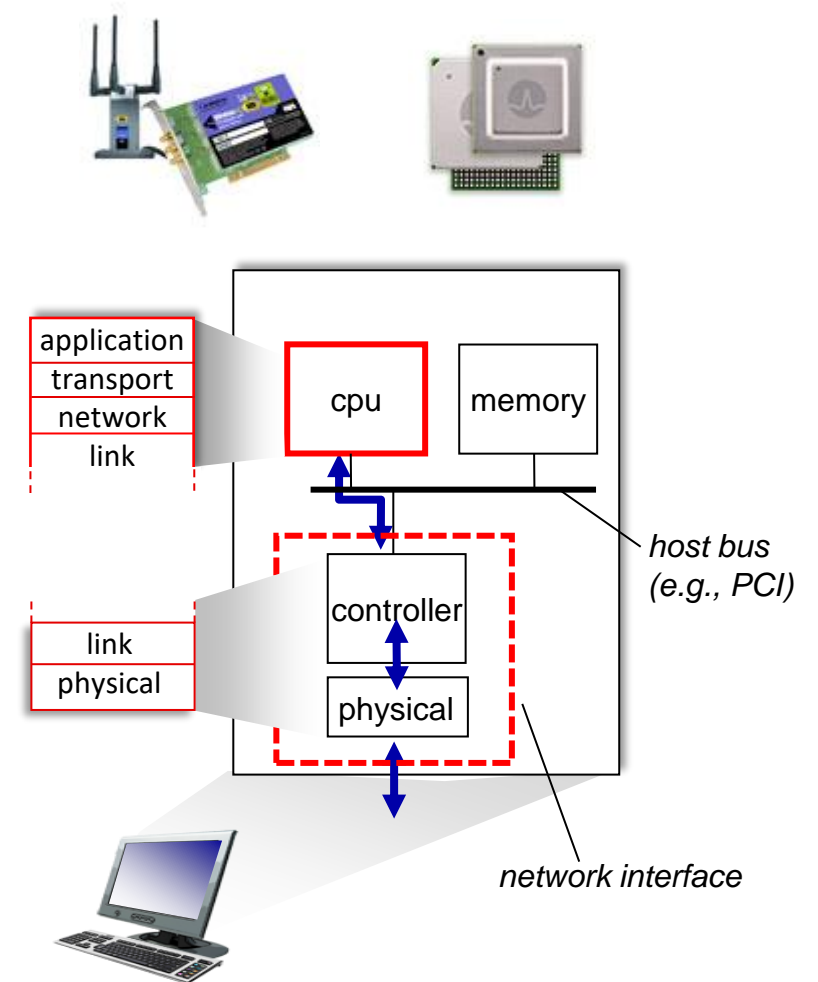 application
transport
network
link
cpu
memory
host bus
(e.g., PCI)
controller
link
physical
physical
network interface